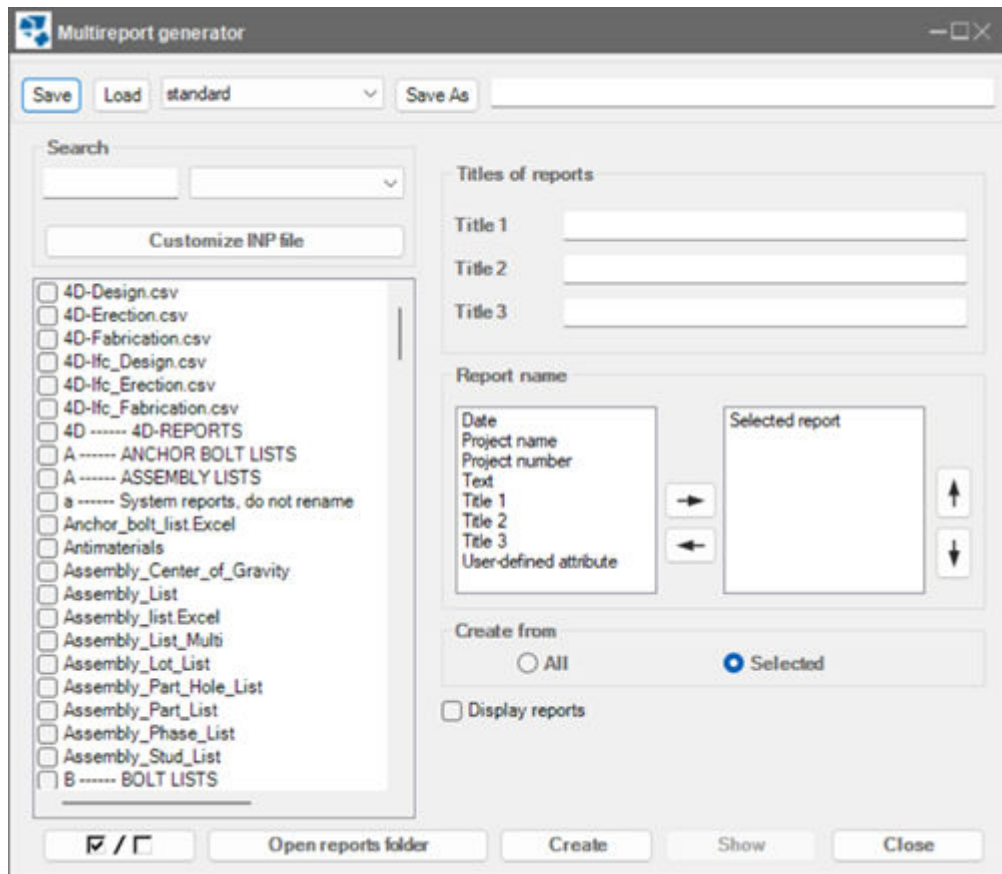 Multireport generator
Save Load standard Save As
Search
Customize INP file
4D-Design.csv
4D-Erection.csv
4D-Fabrication.csv
4D-Ifc_Design.csv
4D-Ifc_Erection.csv
4D-Ifc_Fabrication.csv
4D ------ 4D-REPORTS
A ------ ANCHOR BOLT LISTS
A ------ ASSEMBLY LISTS
a ------ System reports, do not rename
Anchor_bolt_list.Excel
Antimaterials
Assembly_Center_of_Gravity
Assembly_List
Assembly_list.Excel
Assembly_List_Multi
Assembly_Lot_List
Assembly_Part_Hole_List
Assembly_Part_List
Assembly_Phase_List
Assembly_Stud_List
B ------ BOLT LISTS
Titles of reports
Title 1
Title 2
Title 3
Report name
Date
Project name
Project number
Text
Title 1
Title 2
Title 3
User-defined attribute
Selected report
Create from
All Selected
Display reports
/ Open reports folder Create Show Close